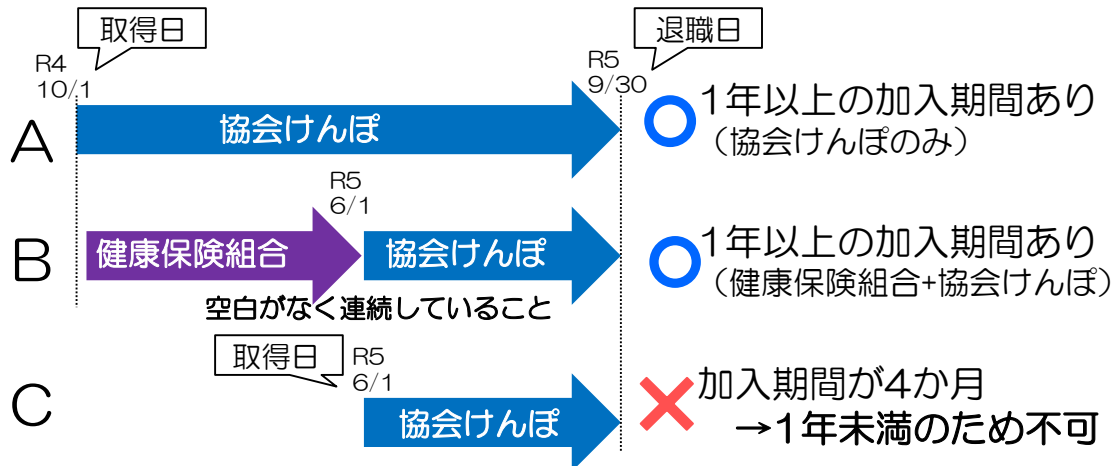 取得日
退職日
R4
10/1
R5
9/30
A
協会けんぽ
1年以上の加入期間あり
（協会けんぽのみ）
R5
6/1
B
健康保険組合
協会けんぽ
1年以上の加入期間あり
（健康保険組合+協会けんぽ）
空白がなく連続していること
取得日
R5
6/1
C
協会けんぽ
加入期間が4か月
→1年未満のため不可